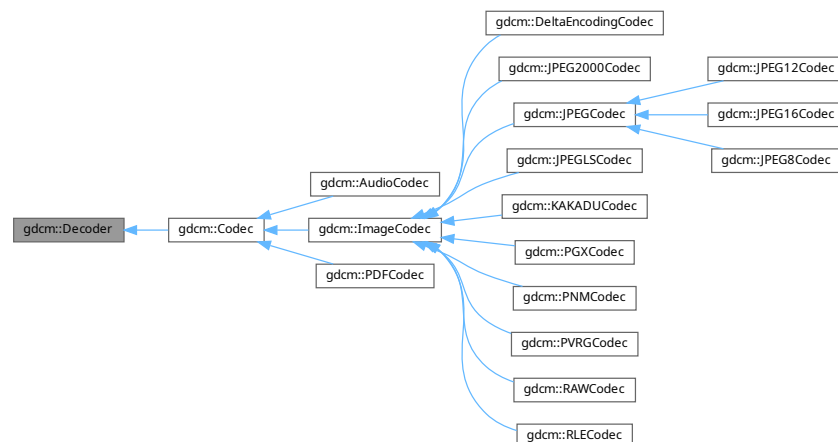 gdcm::DeltaEncodingCodec
gdcm::JPEG2000Codec
gdcm::JPEG12Codec
gdcm::JPEGCodec
gdcm::JPEG16Codec
gdcm::JPEG8Codec
gdcm::JPEGLSCodec
gdcm::AudioCodec
gdcm::KAKADUCodec
gdcm::Decoder
gdcm::Codec
gdcm::ImageCodec
gdcm::PGXCodec
gdcm::PDFCodec
gdcm::PNMCodec
gdcm::PVRGCodec
gdcm::RAWCodec
gdcm::RLECodec